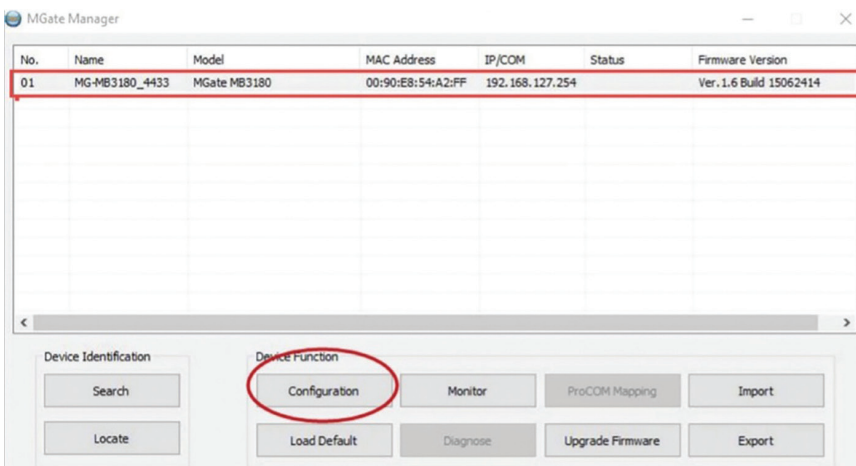 MGate Manager
No. Name Model MAC Address IP/COM Status Firmware Version
01 MG-MB3180_4433 MGate MB3180 00:90:E8:54:A2:FF 192.168.127.254 Ver.1.6 Build 15062414
Device Identification Device Function
Search Configuration Monitor ProCOM Mapping Import
Locate Load Default Diagnose Upgrade Firmware Export